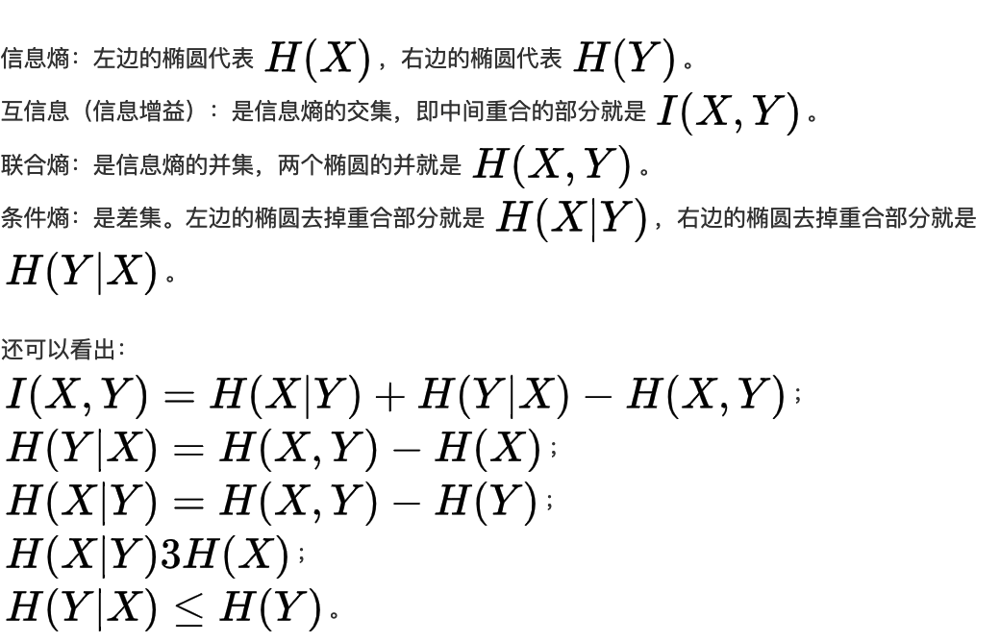 信息熵：左边的椭圆代表 H(X)，右边的椭圆代表 H(Y)。
互信息（信息增益）：是信息熵的交集，即中间重合的部分就是 I(X,Y)。
联合熵：是信息熵的并集，两个椭圆的并就是 H(X,Y)。
条件熵：是差集。左边的椭圆去掉重合部分就是 H(X|Y)，右边的椭圆去掉重合部分就是
H(Y|X)。
还可以看出：
I(X,Y) = H(X|Y) + H(Y|X) − H(X,Y)；
H(Y|X) = H(X,Y) − H(X)；
H(X|Y) = H(X,Y) − H(Y)；
H(X|Y)3H(X)；
H(Y|X) ≤ H(Y)。